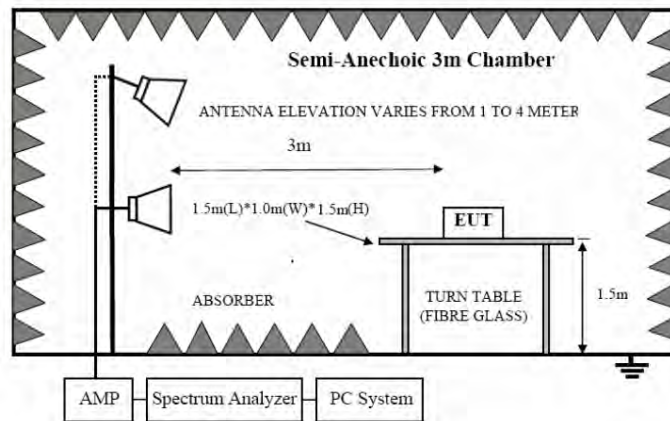 Semi-Anechoic 3m Chamber
ANTENNA ELEVATION VARIES FROM 1 TO 4 METER
3m
1.5m(L)*1.0m(W)*1.5m(H)
EUT
ABSORBER
TURN TABLE
(FIBRE GLASS)
1.5m
AMP
Spectrum Analyzer
PC System